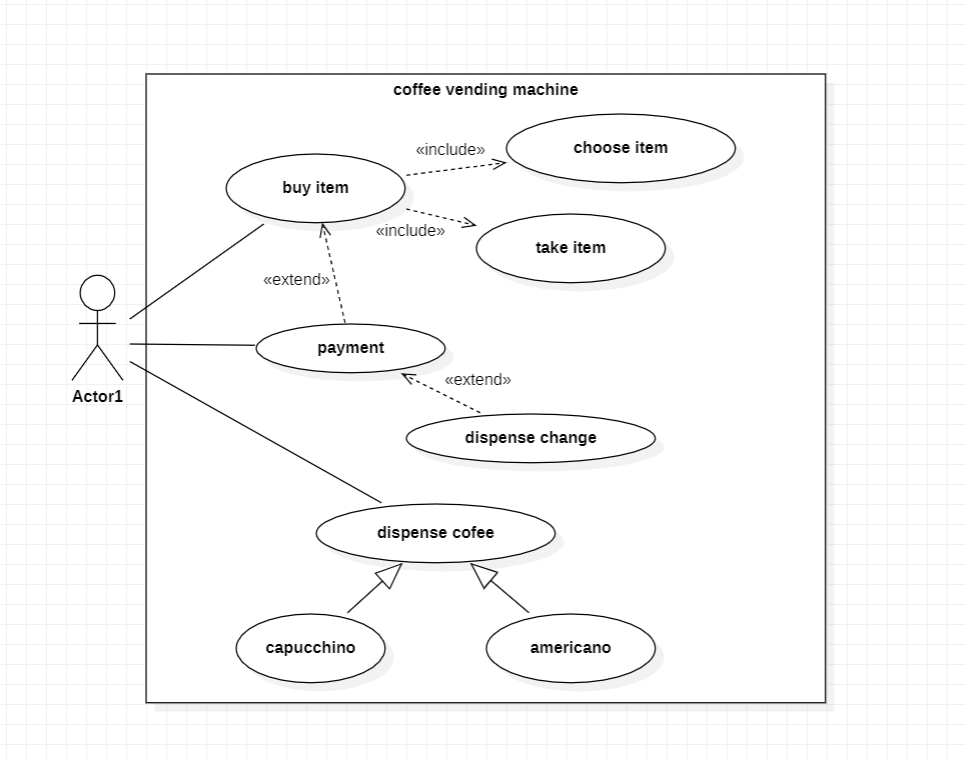 coffee vending machine
choose item
«include»
buy item
take item
«include»
«extend»
payment
«extend»
Actor1
dispense change
dispense cofee
capucchino
americano